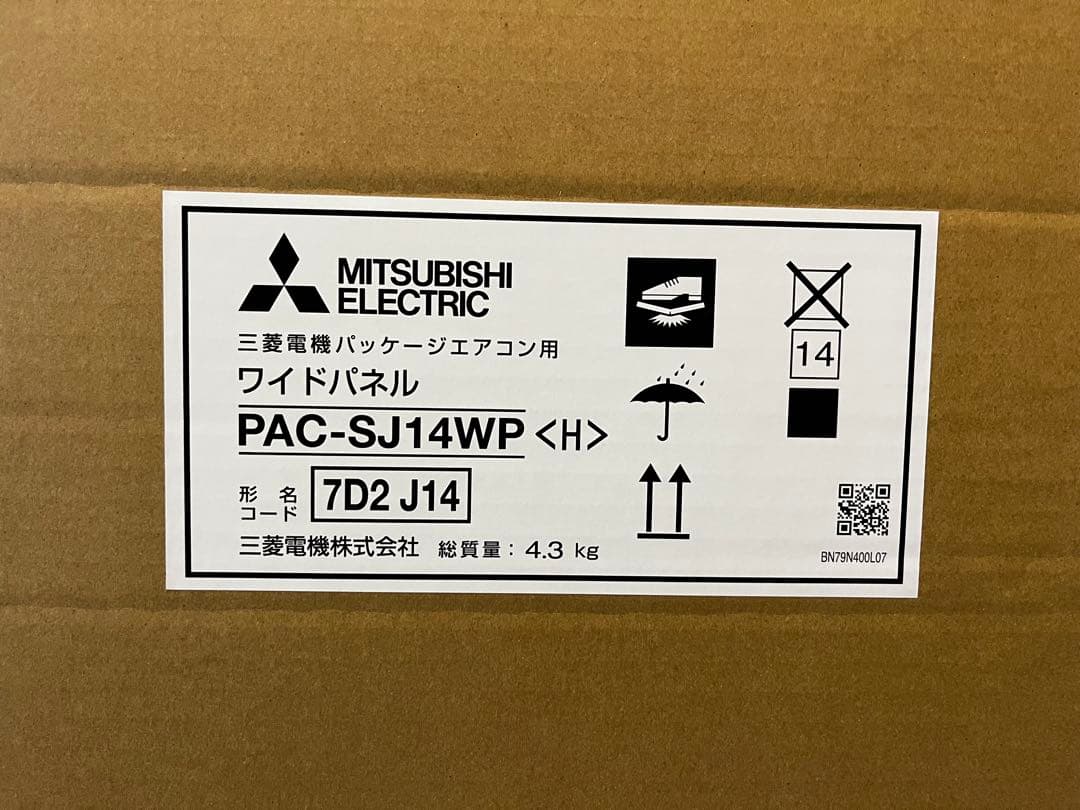 MITSUBISHI
ELECTRIC
三菱電機パッケージエアコン用
ワイドパネル
PAC-SJ14WP <H>
形名
コード
7D2 J14
三菱電機株式会社 総質量: 4.3 kg
14
BN79N400L07